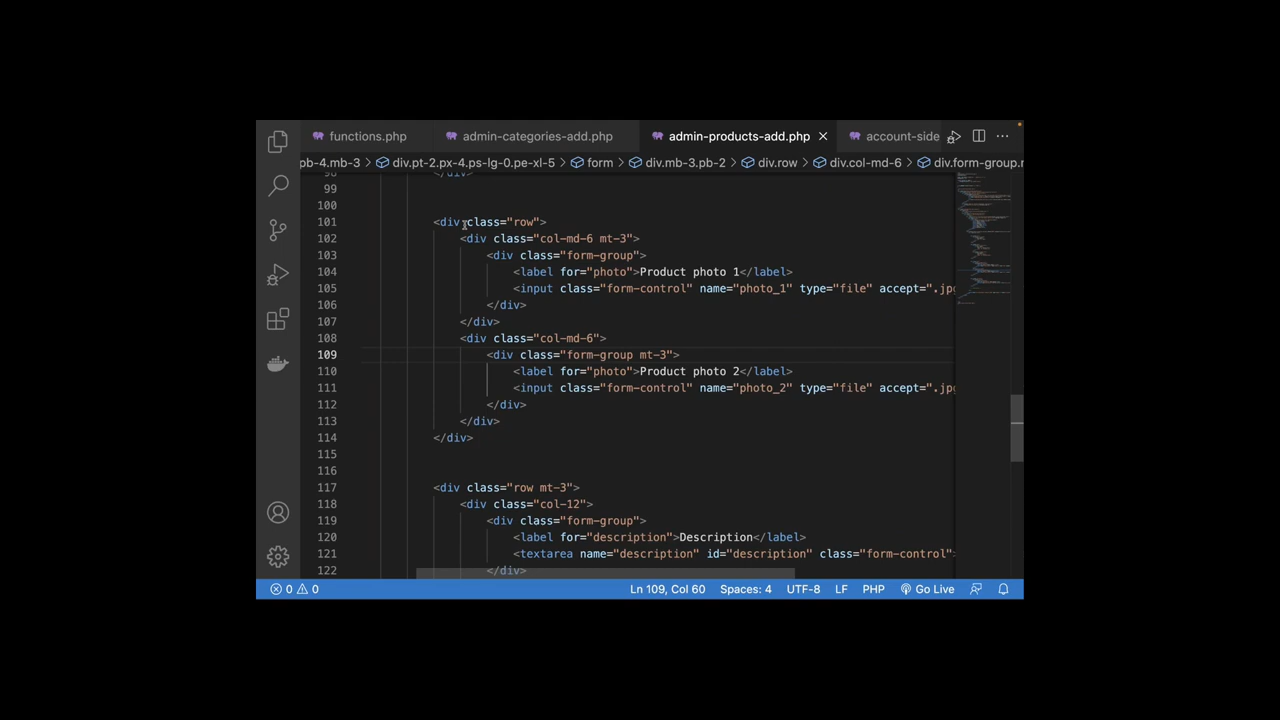 functions.php admin-categories-add.php admin-products-add.php account-side
pb-4.mb-3 > div.pt-2.px-4.ps-lg-0.pe-xl-5 > form > div.mb-3.pb-2 > div.row > div.col-md-6 > div.form-group.r
98 </div>
99
100
101 <div class="row">
102 <div class="col-md-6 mt-3">
103 <div class="form-group">
104 <label for="photo">Product photo 1</label>
105 <input class="form-control" name="photo_1" type="file" accept=".jpg
106 </div>
107 </div>
108 <div class="col-md-6">
109 <div class="form-group mt-3">
110 <label for="photo">Product photo 2</label>
111 <input class="form-control" name="photo_2" type="file" accept=".jpg
112 </div>
113 </div>
114 </div>
115
116
117 <div class="row mt-3">
118 <div class="col-12">
119 <div class="form-group">
120 <label for="description">Description</label>
121 <textarea name="description" id="description" class="form-control"
122 </div>
0 0 Ln 109, Col 60 Spaces: 4 UTF-8 LF PHP Go Live